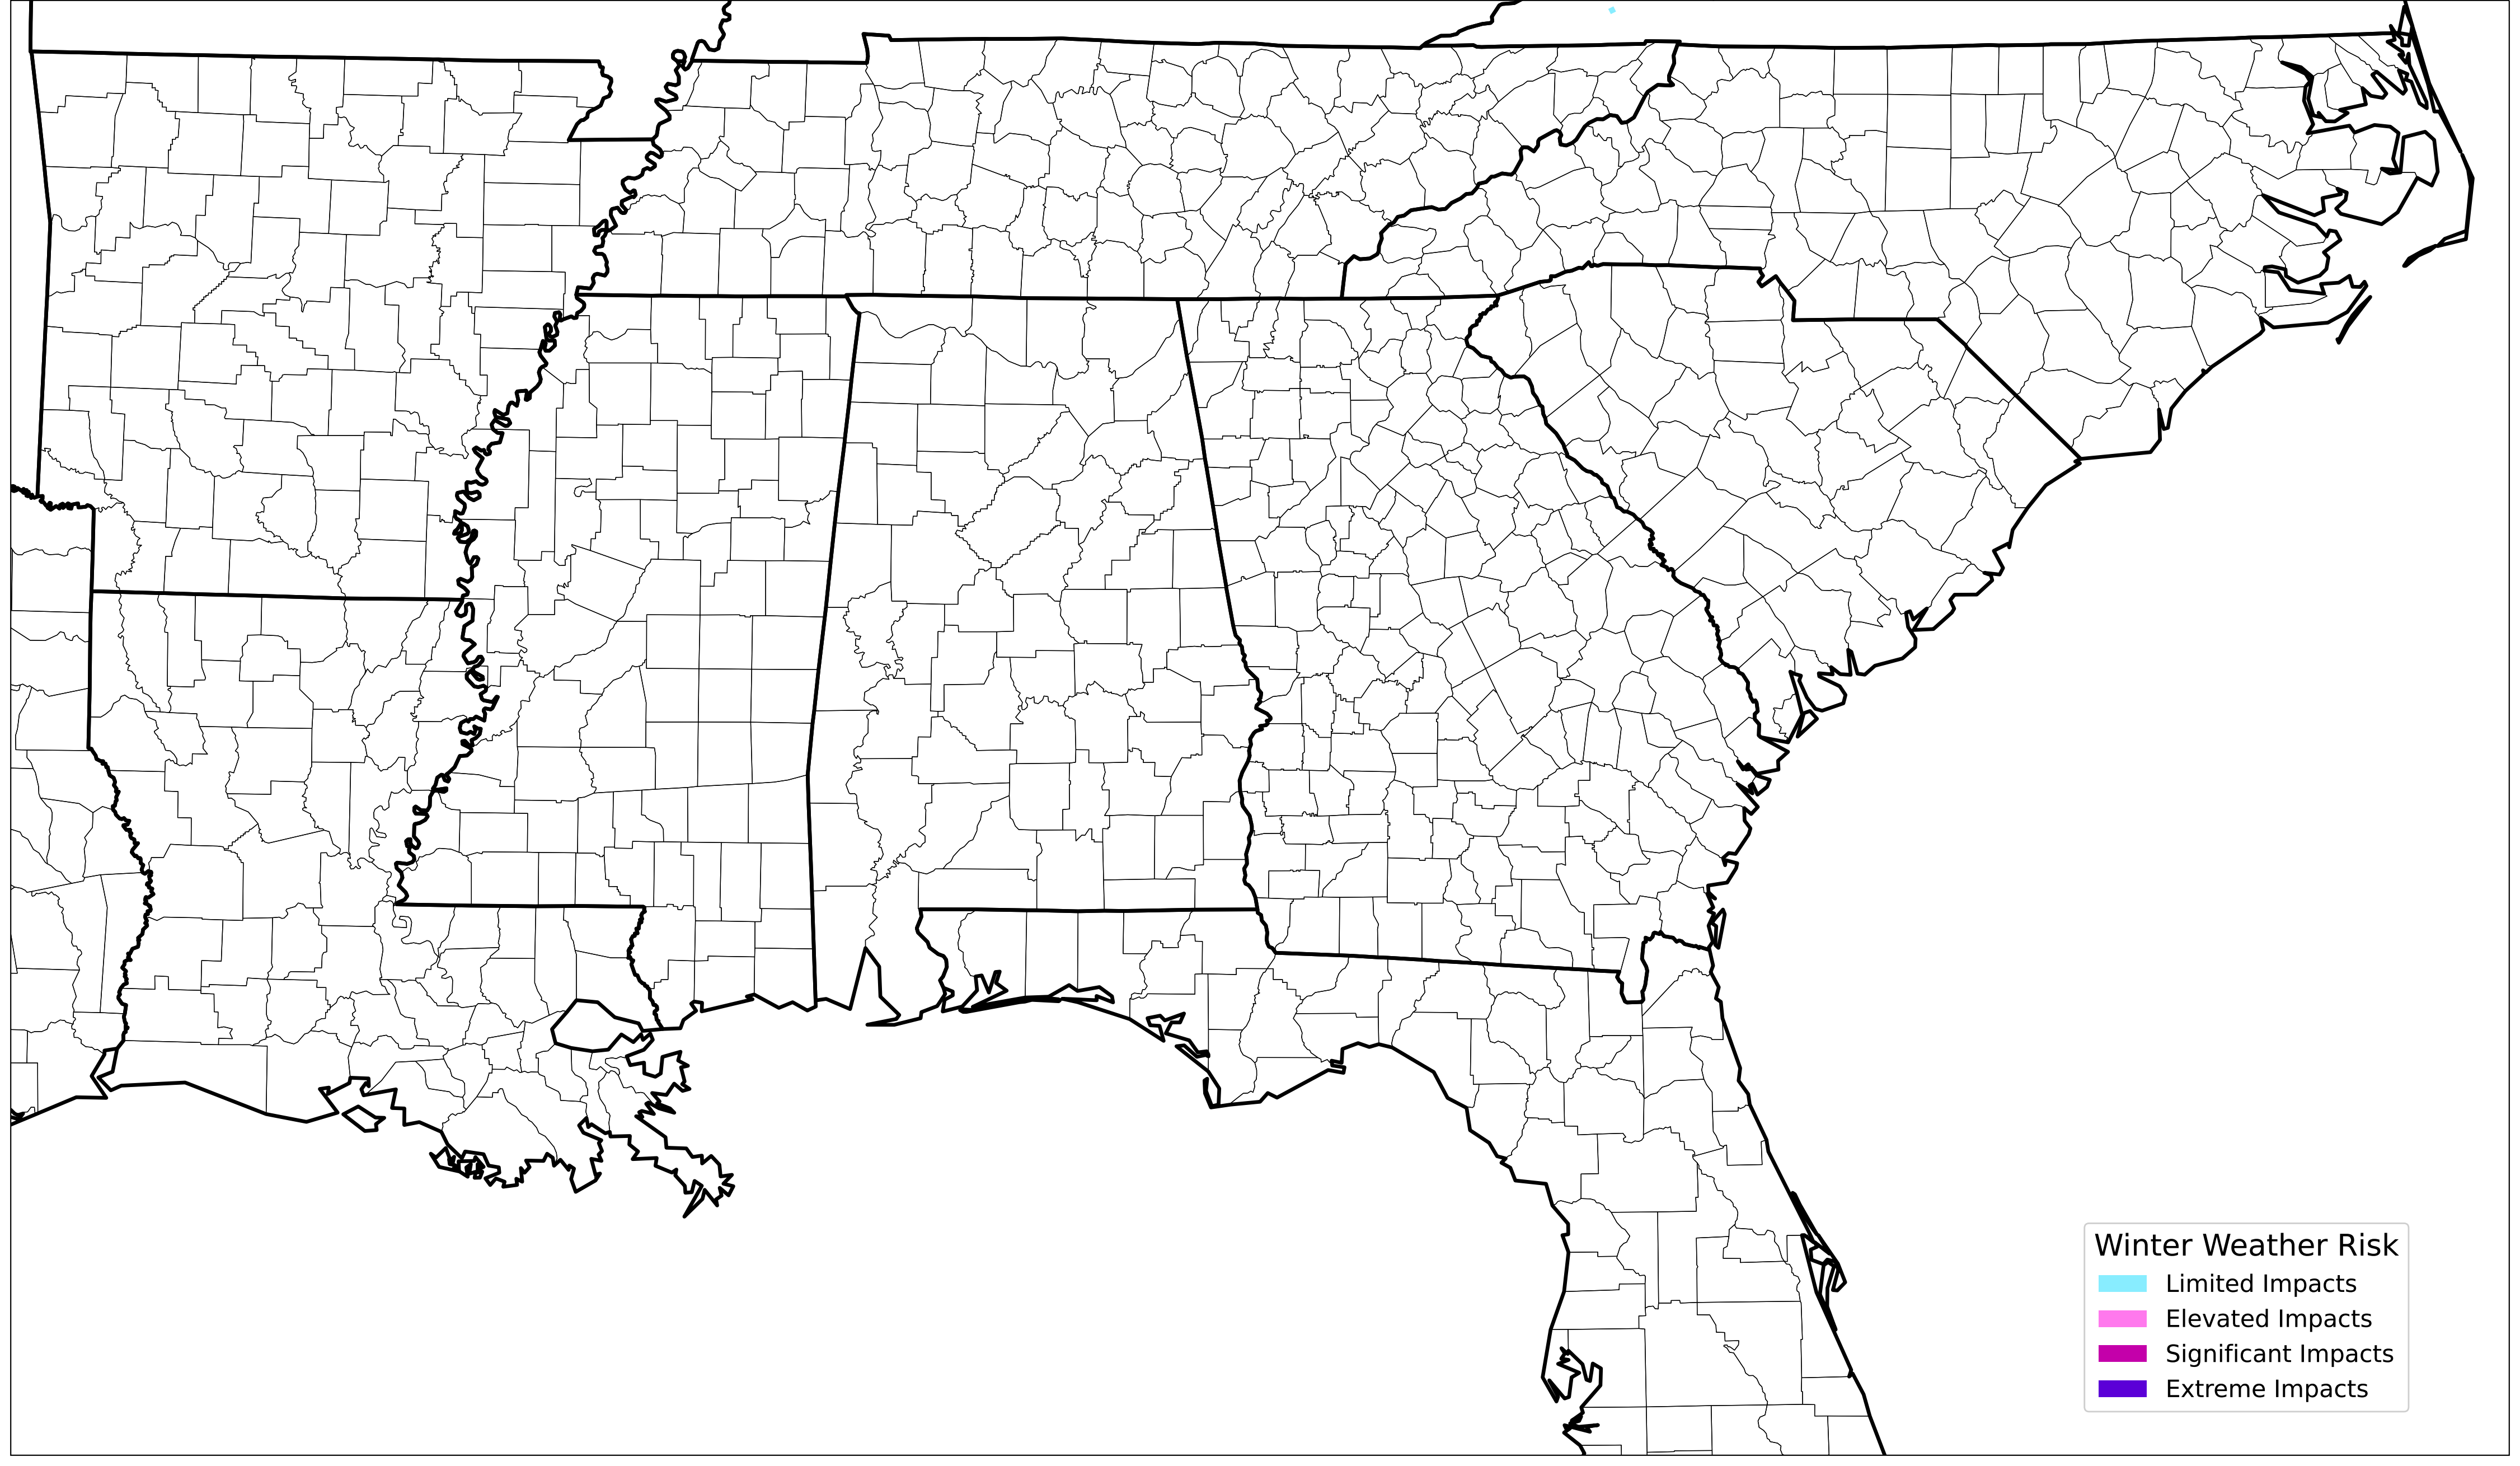 Winter Weather Risk
Limited Impacts
Elevated Impacts
Significant Impacts
Extreme Impacts